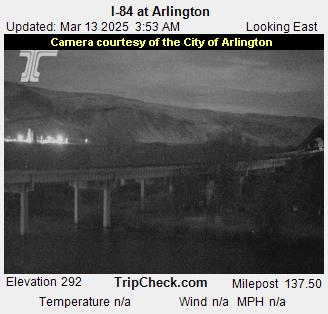 I-84 at Arlington
Updated: Mar 13 2025 3:53 AM Looking East
Camera courtesy of the City of Arlington
Elevation 292 TripCheck.com Milepost 137.50
Temperature n/a Wind n/a MPH n/a